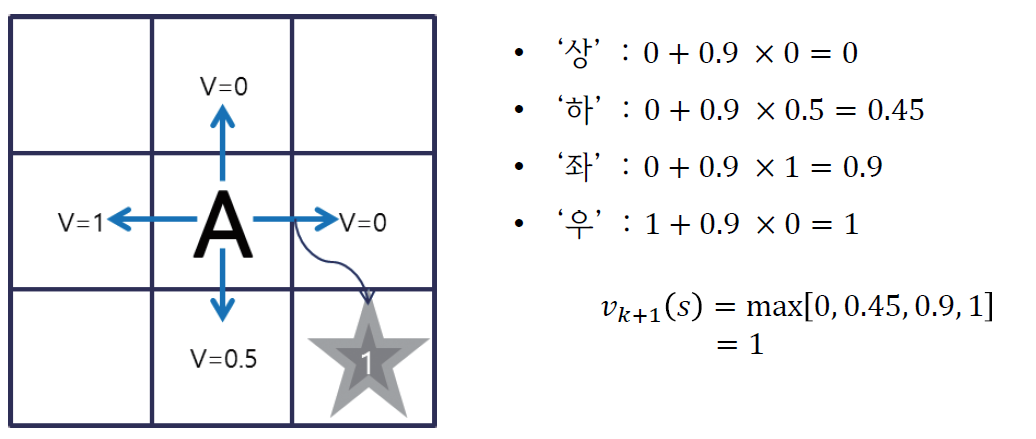 V=0
V=1
A
V=0
V=0.5
1
• ‘상’ : 0 + 0.9 × 0 = 0
• ‘하’ : 0 + 0.9 × 0.5 = 0.45
• ‘좌’ : 0 + 0.9 × 1 = 0.9
• ‘우’ : 1 + 0.9 × 0 = 1
𝑣ₖ₊₁(𝑠) = max[0, 0.45, 0.9, 1]
= 1